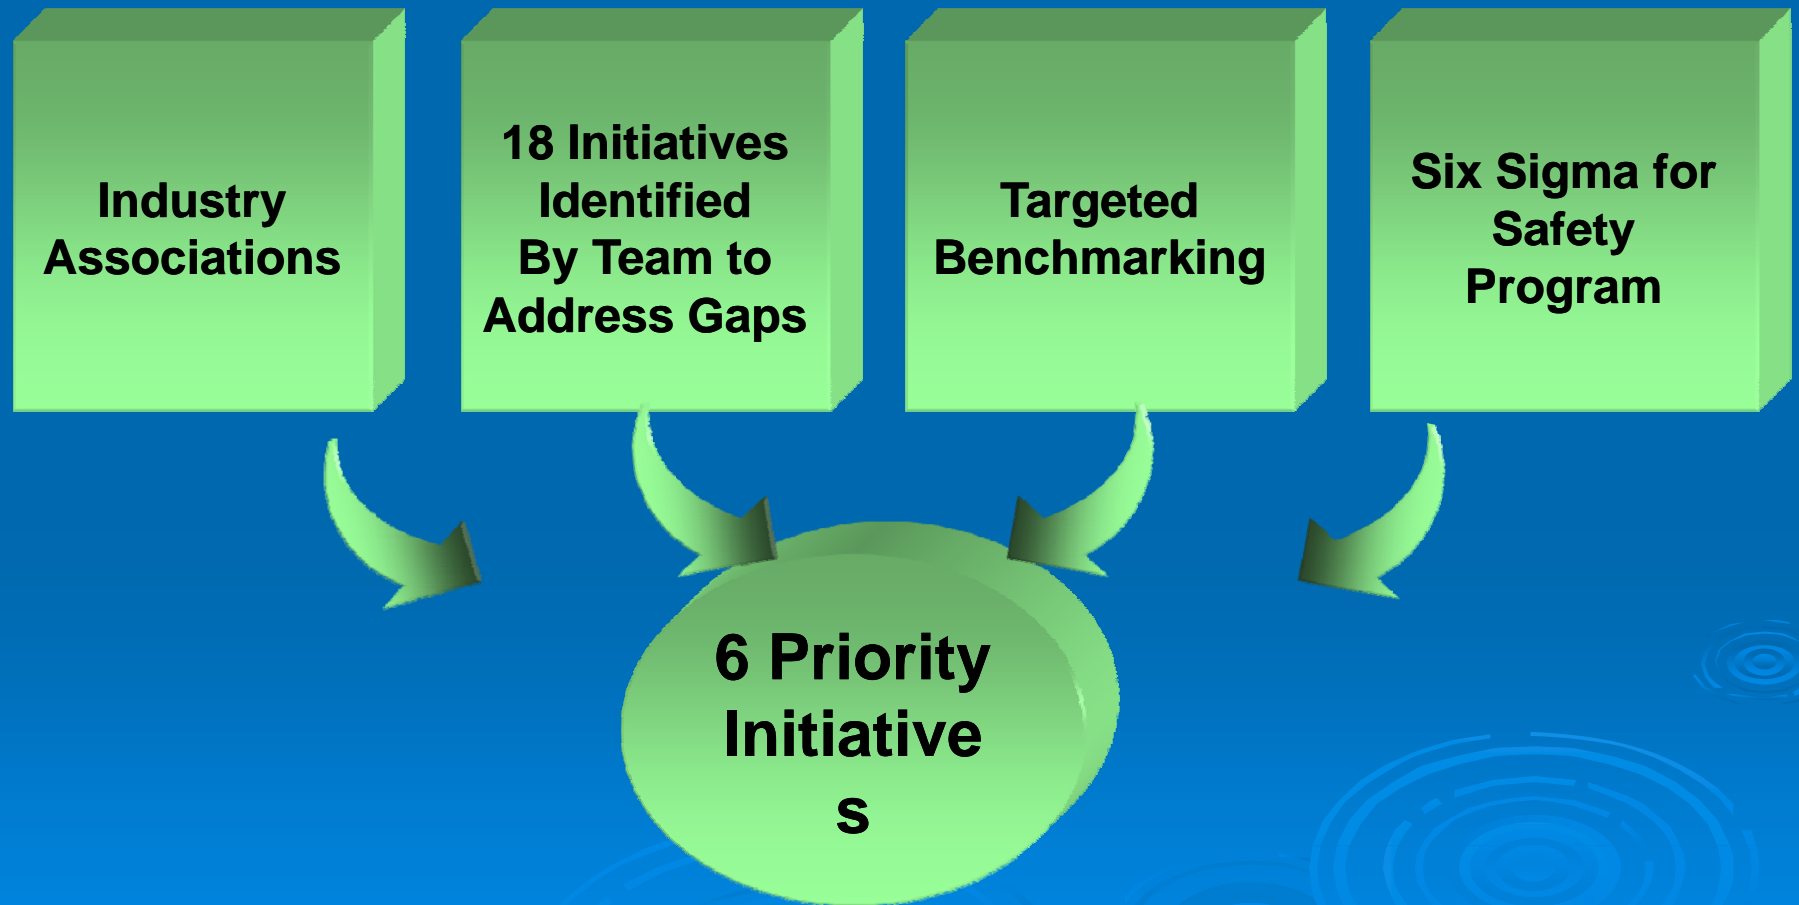 Industry
Associations
18 Initiatives
Identified
By Team to
Address Gaps
Targeted
Benchmarking
Six Sigma for
Safety
Program
6 Priority
Initiative
s